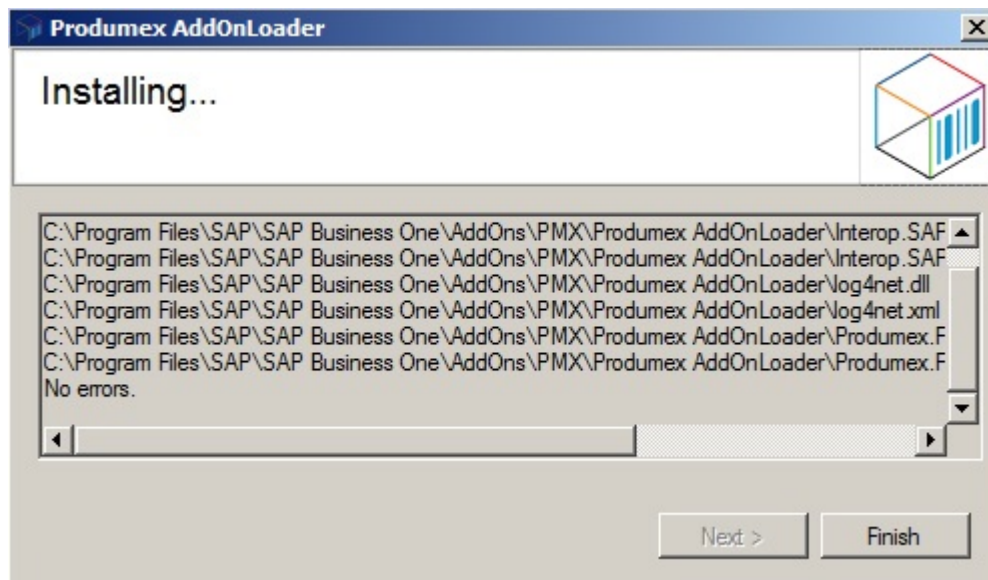 Produmex AddOnLoader
Installing...
C:\Program Files\SAP\SAP Business One\AddOns\PMX\Produmex AddOnLoader\Interop.SAF
C:\Program Files\SAP\SAP Business One\AddOns\PMX\Produmex AddOnLoader\Interop.SAF
C:\Program Files\SAP\SAP Business One\AddOns\PMX\Produmex AddOnLoader\log4net.dll
C:\Program Files\SAP\SAP Business One\AddOns\PMX\Produmex AddOnLoader\log4net.xml
C:\Program Files\SAP\SAP Business One\AddOns\PMX\Produmex AddOnLoader\Produmex.F
C:\Program Files\SAP\SAP Business One\AddOns\PMX\Produmex AddOnLoader\Produmex.F
No errors.
Next > Finish